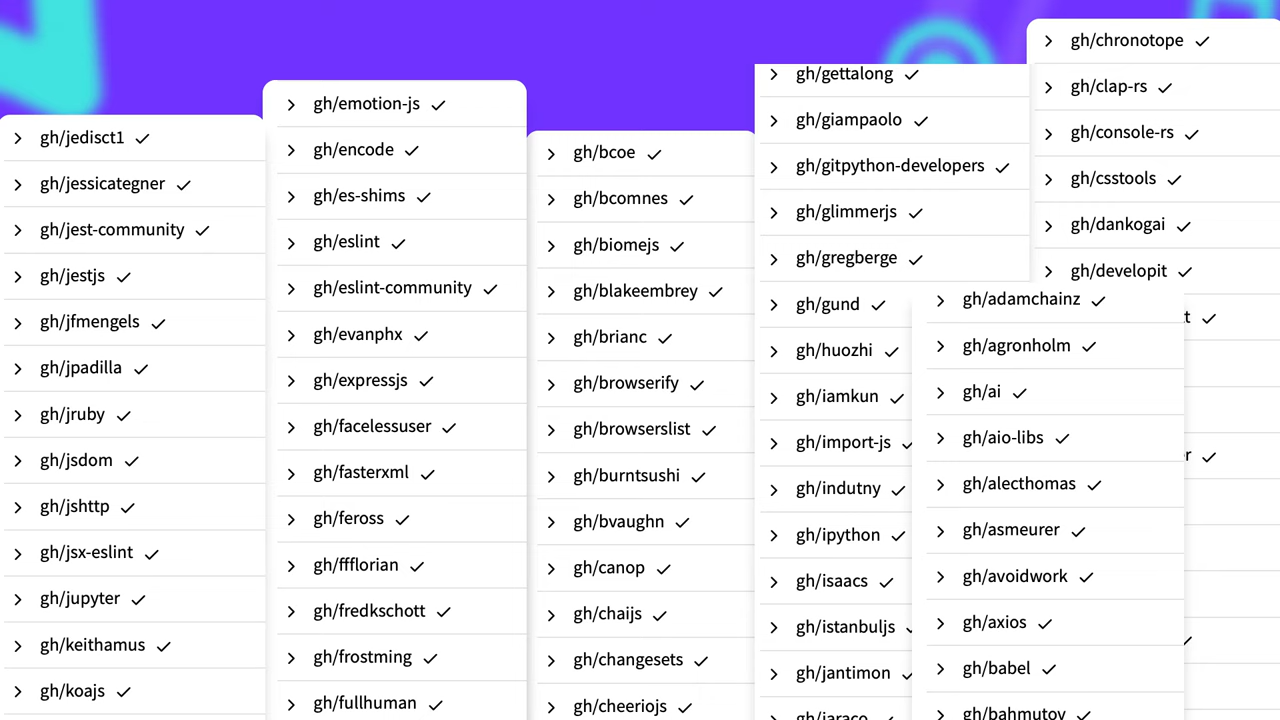 gh/jedisct1
gh/jessicategner
gh/jest-community
gh/jestjs
gh/jfmengels
gh/jpadilla
gh/jruby
gh/jsdom
gh/jshttp
gh/jsx-eslint
gh/jupyter
gh/keithamus
gh/koajs
gh/emotion-js
gh/encode
gh/es-shims
gh/eslint
gh/eslint-community
gh/evanphx
gh/expressjs
gh/facelessuser
gh/fasterxml
gh/feross
gh/ffflorian
gh/fredkschott
gh/frostming
gh/fullhuman
gh/bcoe
gh/bcomnes
gh/biomejs
gh/blakeembrey
gh/brianc
gh/browserify
gh/browserslist
gh/burntsushi
gh/bvaughn
gh/canop
gh/chaijs
gh/changesets
gh/cheeriojs
gh/gettalong
gh/giampaolo
gh/gitpython-developers
gh/glimmerjs
gh/gregberge
gh/gund
gh/huozhi
gh/iamkun
gh/import-js
gh/indutny
gh/ipython
gh/isaacs
gh/istanbuljs
gh/jantimon
gh/jaraco
gh/adamchainz
gh/agronholm
gh/ai
gh/aio-libs
gh/alecthomas
gh/asmeurer
gh/avoidwork
gh/axios
gh/babel
gh/bahmutov
gh/chronotope
gh/clap-rs
gh/console-rs
gh/csstools
gh/dankogai
gh/developit